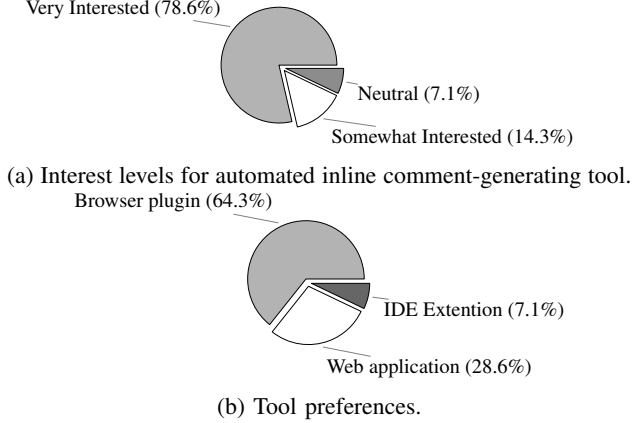 Very Interested (78.6%)
Neutral (7.1%)
Somewhat Interested (14.3%)
(a) Interest levels for automated inline comment-generating tool.
Browser plugin (64.3%)
IDE Extention (7.1%)
Web application (28.6%)
(b) Tool preferences.